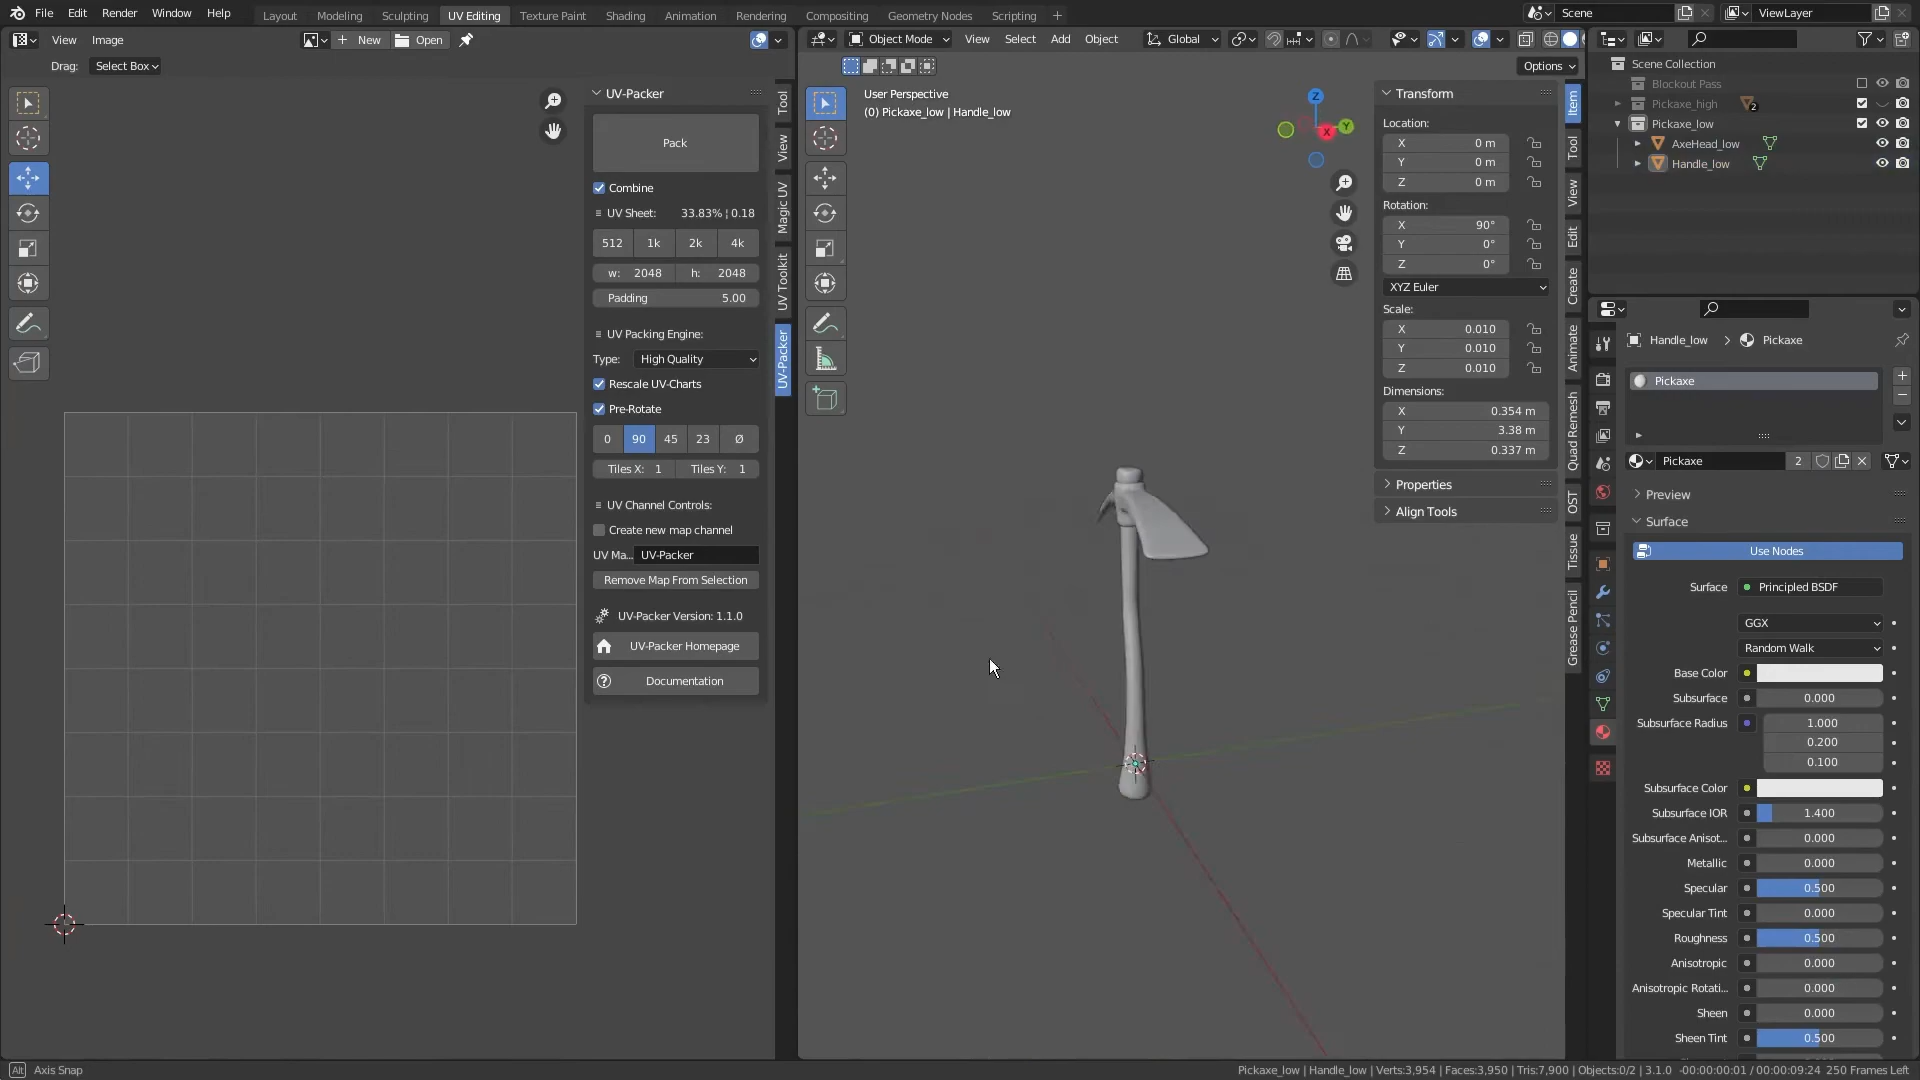 File Edit Render Window Help Layout Modeling Sculpting UV Editing Texture Paint Shading Animation Rendering Compositing Geometry Nodes Scripting + Scene ViewLayer
View Image New Open
Object Mode View Select Add Object Global
Drag: Select Box
Options
UV-Packer
Pack
Combine
UV Sheet: 33.83% ¦ 0.18
512 1k 2k 4k
w: 2048 h: 2048
Padding 5.00
UV Packing Engine:
Type: High Quality
Rescale UV-Charts
Pre-Rotate
0 90 45 23 Ø
Tiles X: 1 Tiles Y: 1
UV Channel Controls:
Create new map channel
UV Ma... UV-Packer
Remove Map From Selection
UV-Packer Version: 1.1.0
UV-Packer Homepage
Documentation
Tool
View
Magic UV
UV Toolkit
UV-Packer
User Perspective
(0) Pickaxe_low | Handle_low
Z
X
Y
Transform
Location:
X 0 m
Y 0 m
Z 0 m
Rotation:
X 90°
Y 0°
Z 0°
XYZ Euler
Scale:
X 0.010
Y 0.010
Z 0.010
Dimensions:
X 0.354 m
Y 3.38 m
Z 0.337 m
Properties
Align Tools
Item
Tool
View
Edit
Create
Animate
Quad Remesh
OST
Tissue
Grease Pencil
Scene Collection
Blockout Pass
Pickaxe_high 2
Pickaxe_low
AxeHead_low
Handle_low
Handle_low > Pickaxe
Pickaxe
Pickaxe 2
Preview
Surface
Use Nodes
Surface Principled BSDF
GGX
Random Walk
Base Color
Subsurface 0.000
Subsurface Radius 1.000
0.200
0.100
Subsurface Color
Subsurface IOR 1.400
Subsurface Anisot... 0.000
Metallic 0.000
Specular 0.500
Specular Tint 0.000
Roughness 0.500
Anisotropic 0.000
Anisotropic Rotati... 0.000
Sheen 0.000
Sheen Tint 0.500
Alt Axis Snap
Pickaxe_low | Handle_low | Verts:3,954 | Faces:3,950 | Tris:7,900 | Objects:0/2 | 3.1.0 -00:00:00:01 / 00:00:09:24 250 Frames Left